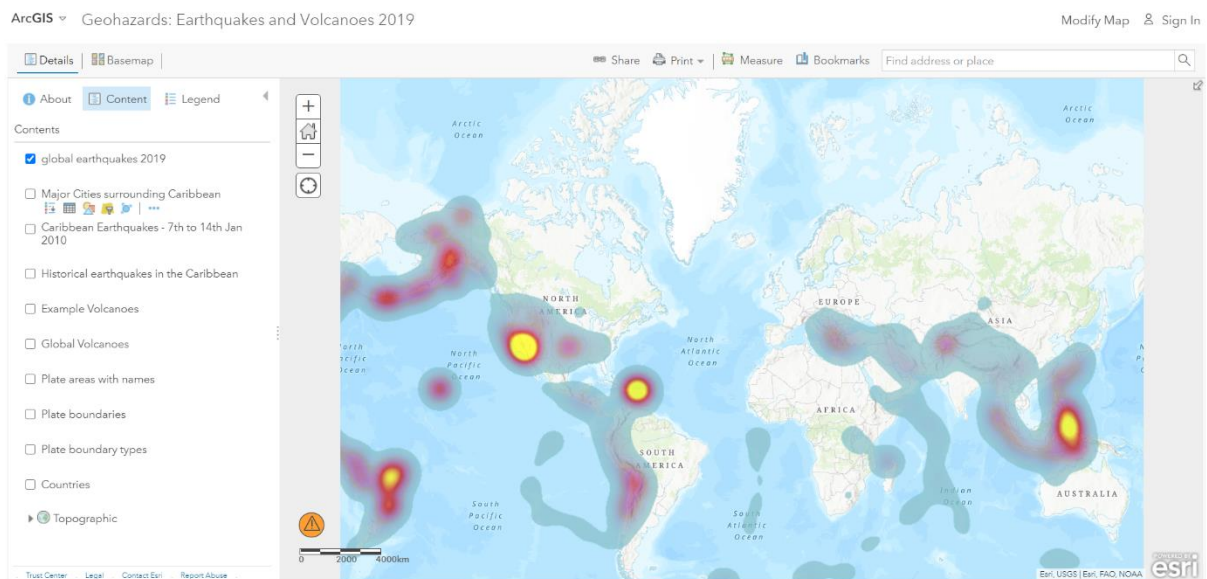 ArcGIS
Geohazards: Earthquakes and Volcanoes 2019
Modify Map
Sign In
Details
Basemap
Share
Print
Measure
Bookmarks
Find address or place
About
Content
Legend
Contents
global earthquakes 2019
Major Cities surrounding Caribbean
Caribbean Earthquakes - 7th to 14th Jan
2010
Historical earthquakes in the Caribbean
Example Volcanoes
Global Volcanoes
Plate areas with names
Plate boundaries
Plate boundary types
Countries
Topographic
Trust Center
Legal
Contact Esri
Report Abuse
Arctic
Ocean
Arctic
Ocean
NORTH
AMERICA
EUROPE
ASIA
North
Pacific
Ocean
North
Atlantic
Ocean
AFRICA
SOUTH
AMERICA
Indian
Ocean
AUSTRALIA
South
Pacific
Ocean
South
Atlantic
Ocean
0 2000 4000km
POWERED BY
esri
Esri, USGS | Esri, FAO, NOAA